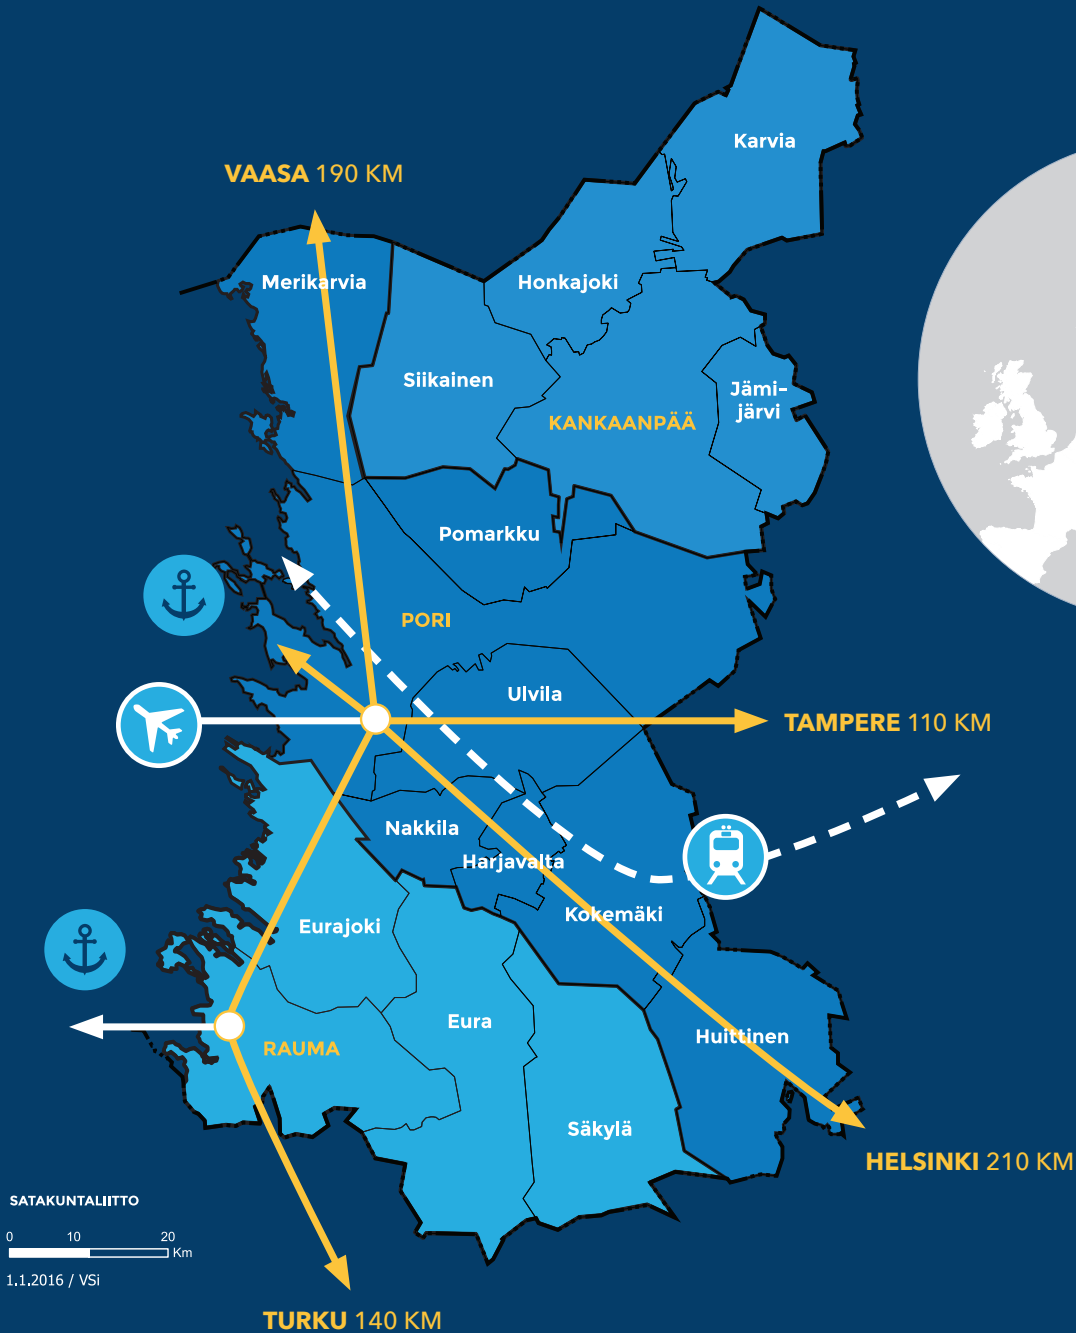 Karvia
VAASA 190 KM
Merikarvia
Honkajoki
Siikainen
Jämi-
järvi
KANKAANPÄÄ
Pomarkku
PORI
Ulvila
TAMPERE 110 KM
Nakkila
Harjavalta
Kokemäki
Eurajoki
Eura
Huittinen
RAUMA
Säkylä
HELSINKI 210 KM
SATAKUNTALIITTO
0 10 20
Km
1.1.2016 / VSi
TURKU 140 KM